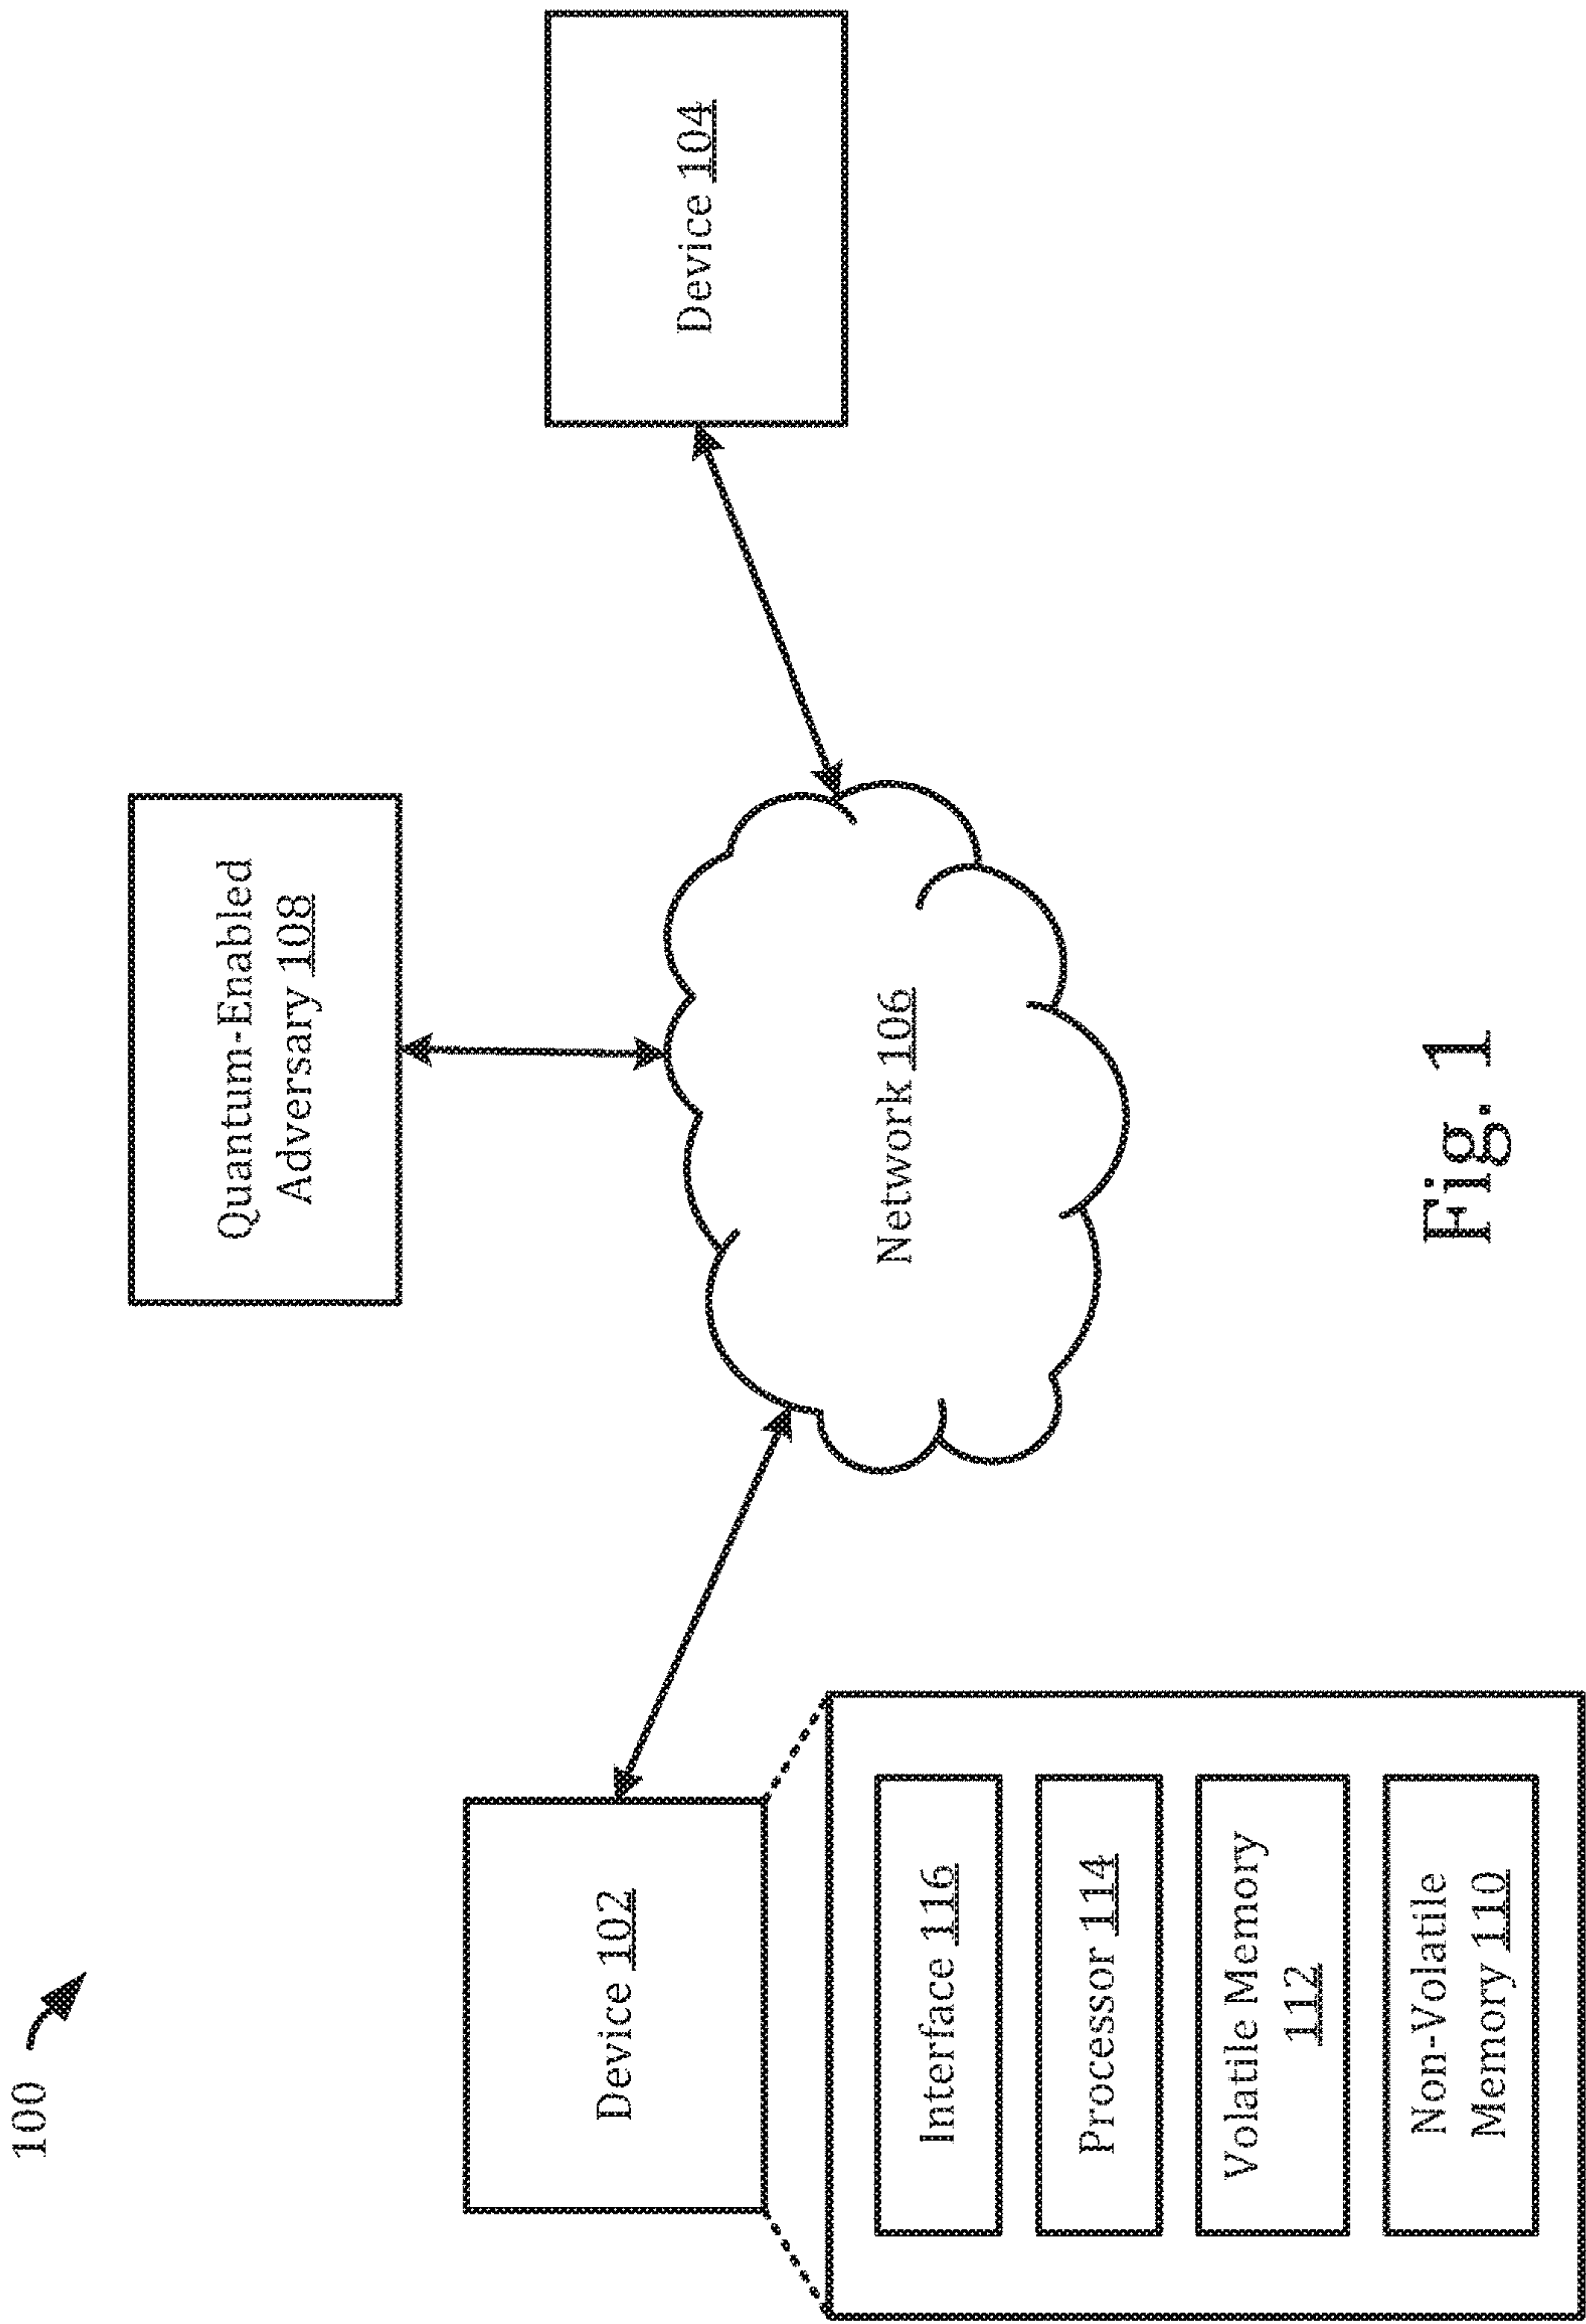 100
Quantum-Enabled
Adversary 108
Device 102
Device 104
Network 106
Interface 116
Processor 114
Volatile Memory
112
Non-Volatile
Memory 110
Fig. 1